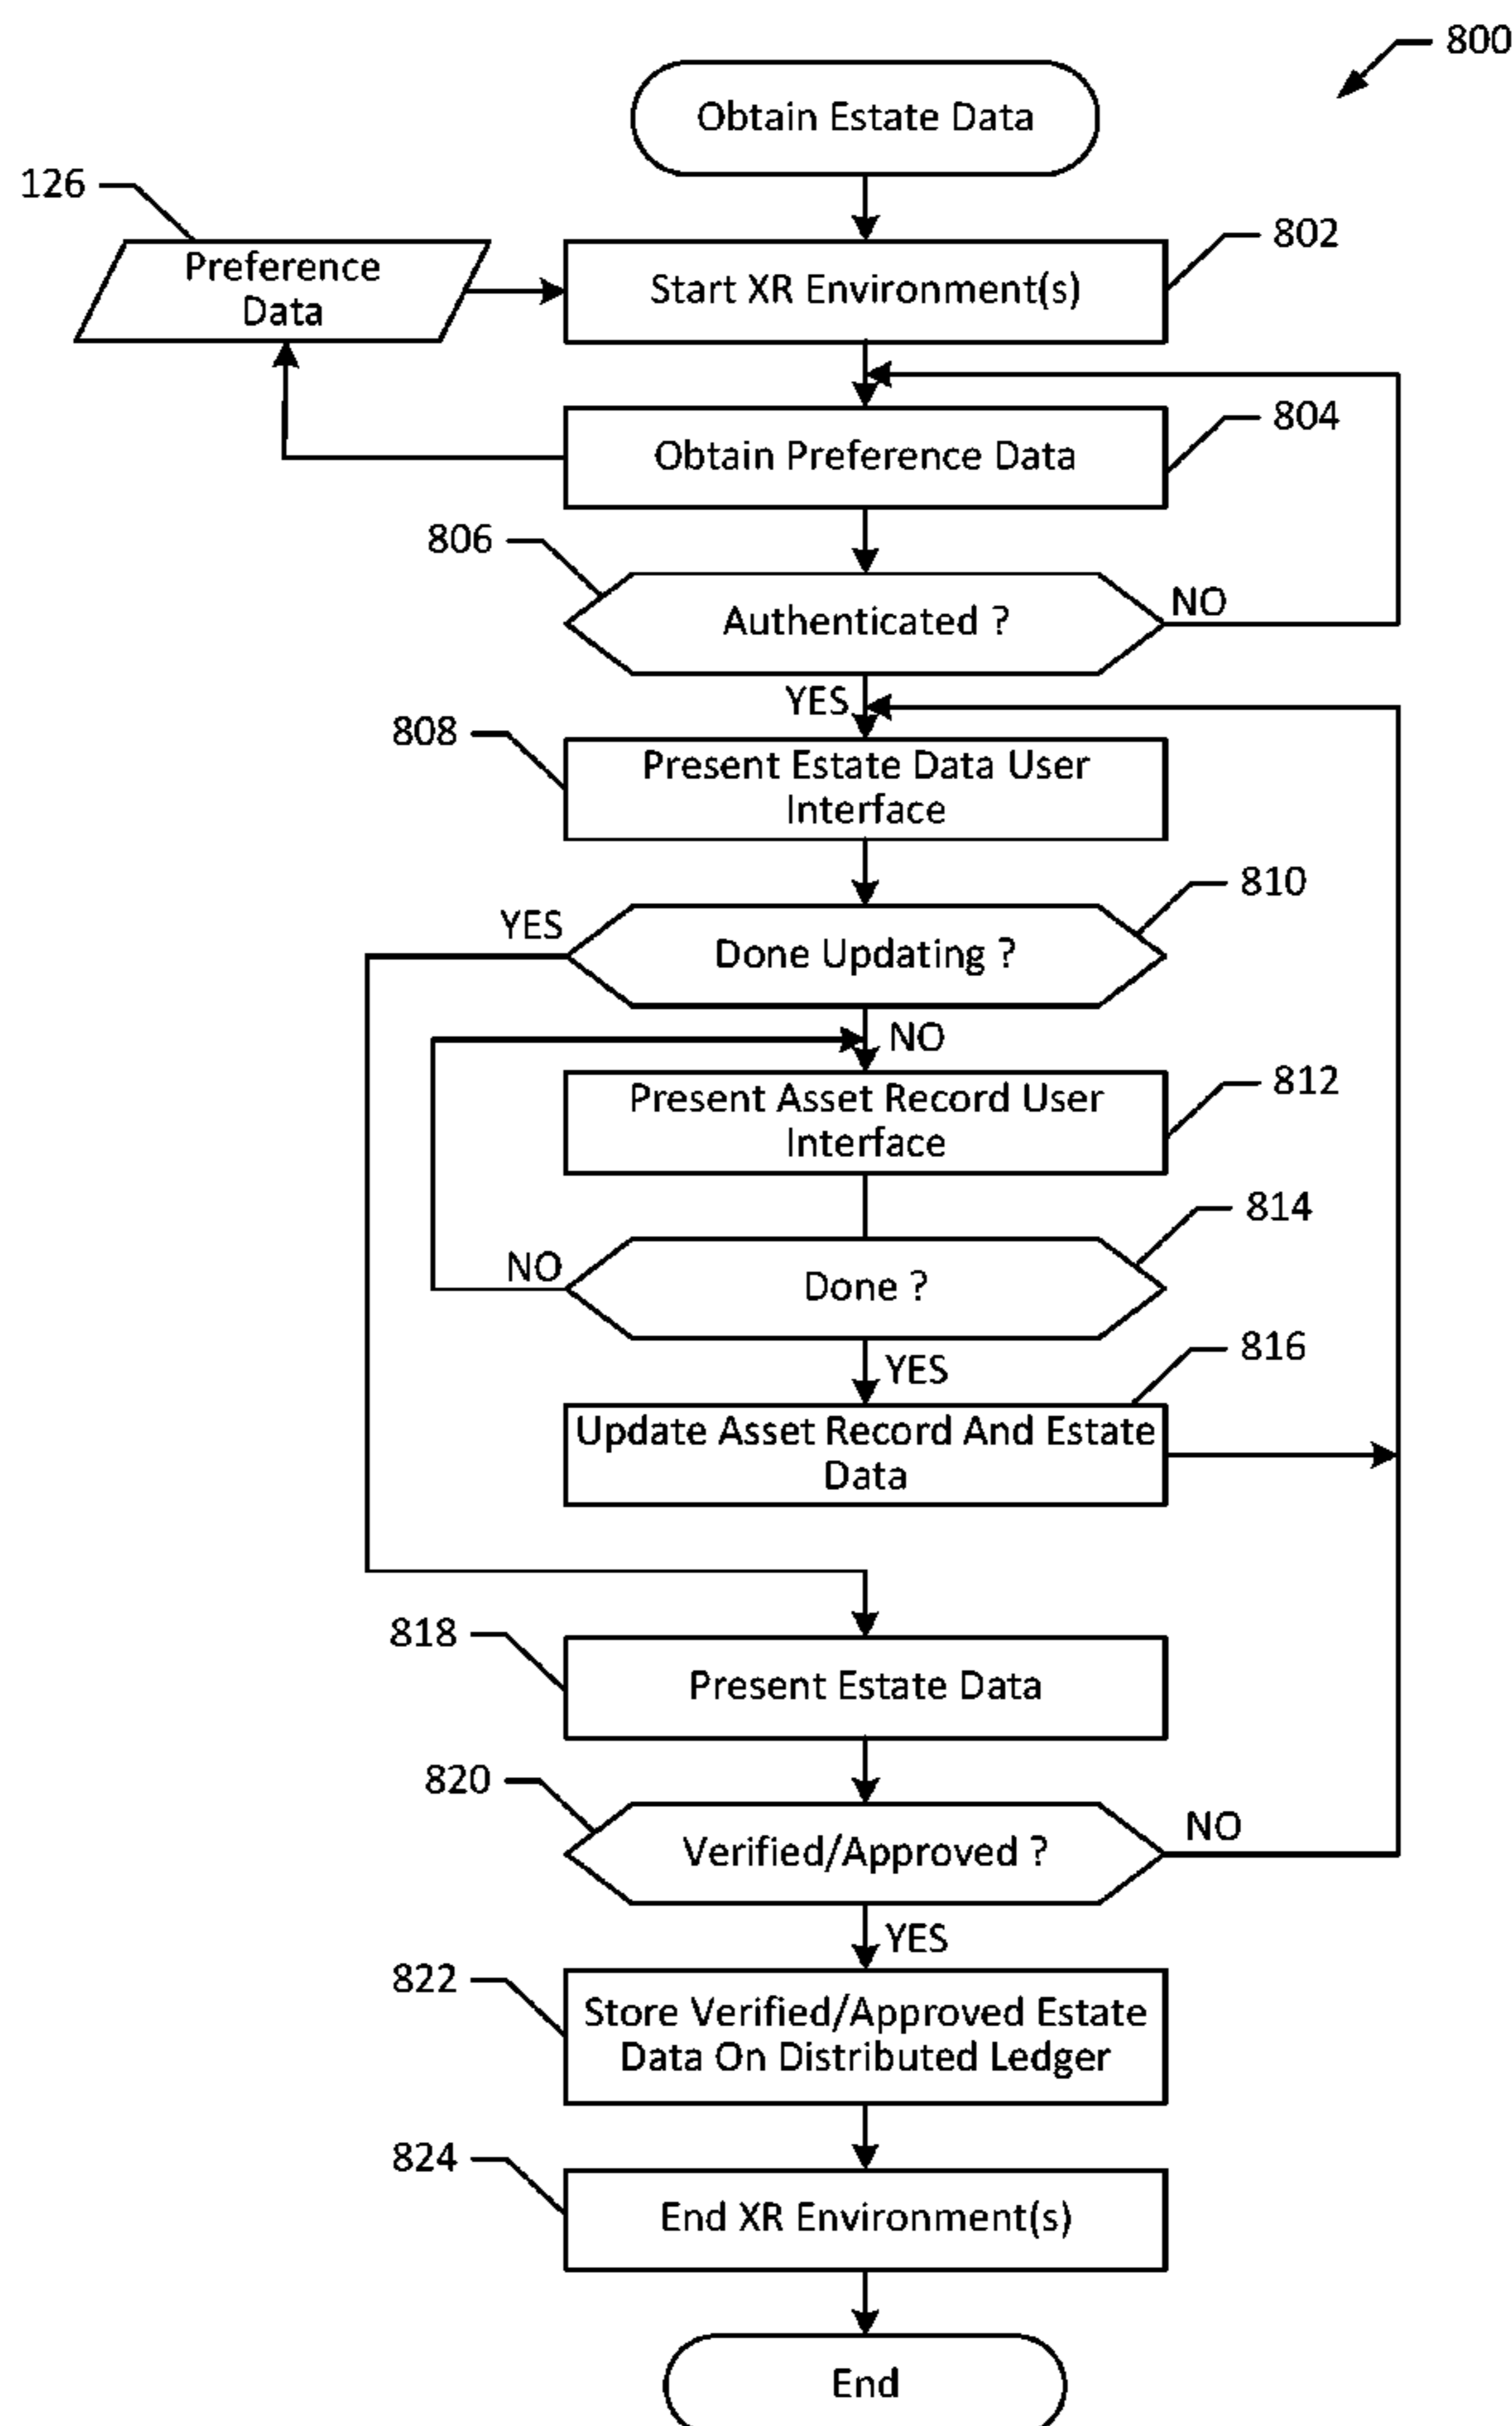 800
Obtain Estate Data
126
Preference
Data
802
Start XR Environment(s)
804
Obtain Preference Data
806
Authenticated ?
NO
YES
808
Present Estate Data User
Interface
810
YES
Done Updating ?
NO
812
Present Asset Record User
Interface
814
NO
Done ?
YES
816
Update Asset Record And Estate
Data
818
Present Estate Data
820
Verified/Approved ?
NO
YES
822
Store Verified/Approved Estate
Data On Distributed Ledger
824
End XR Environment(s)
End